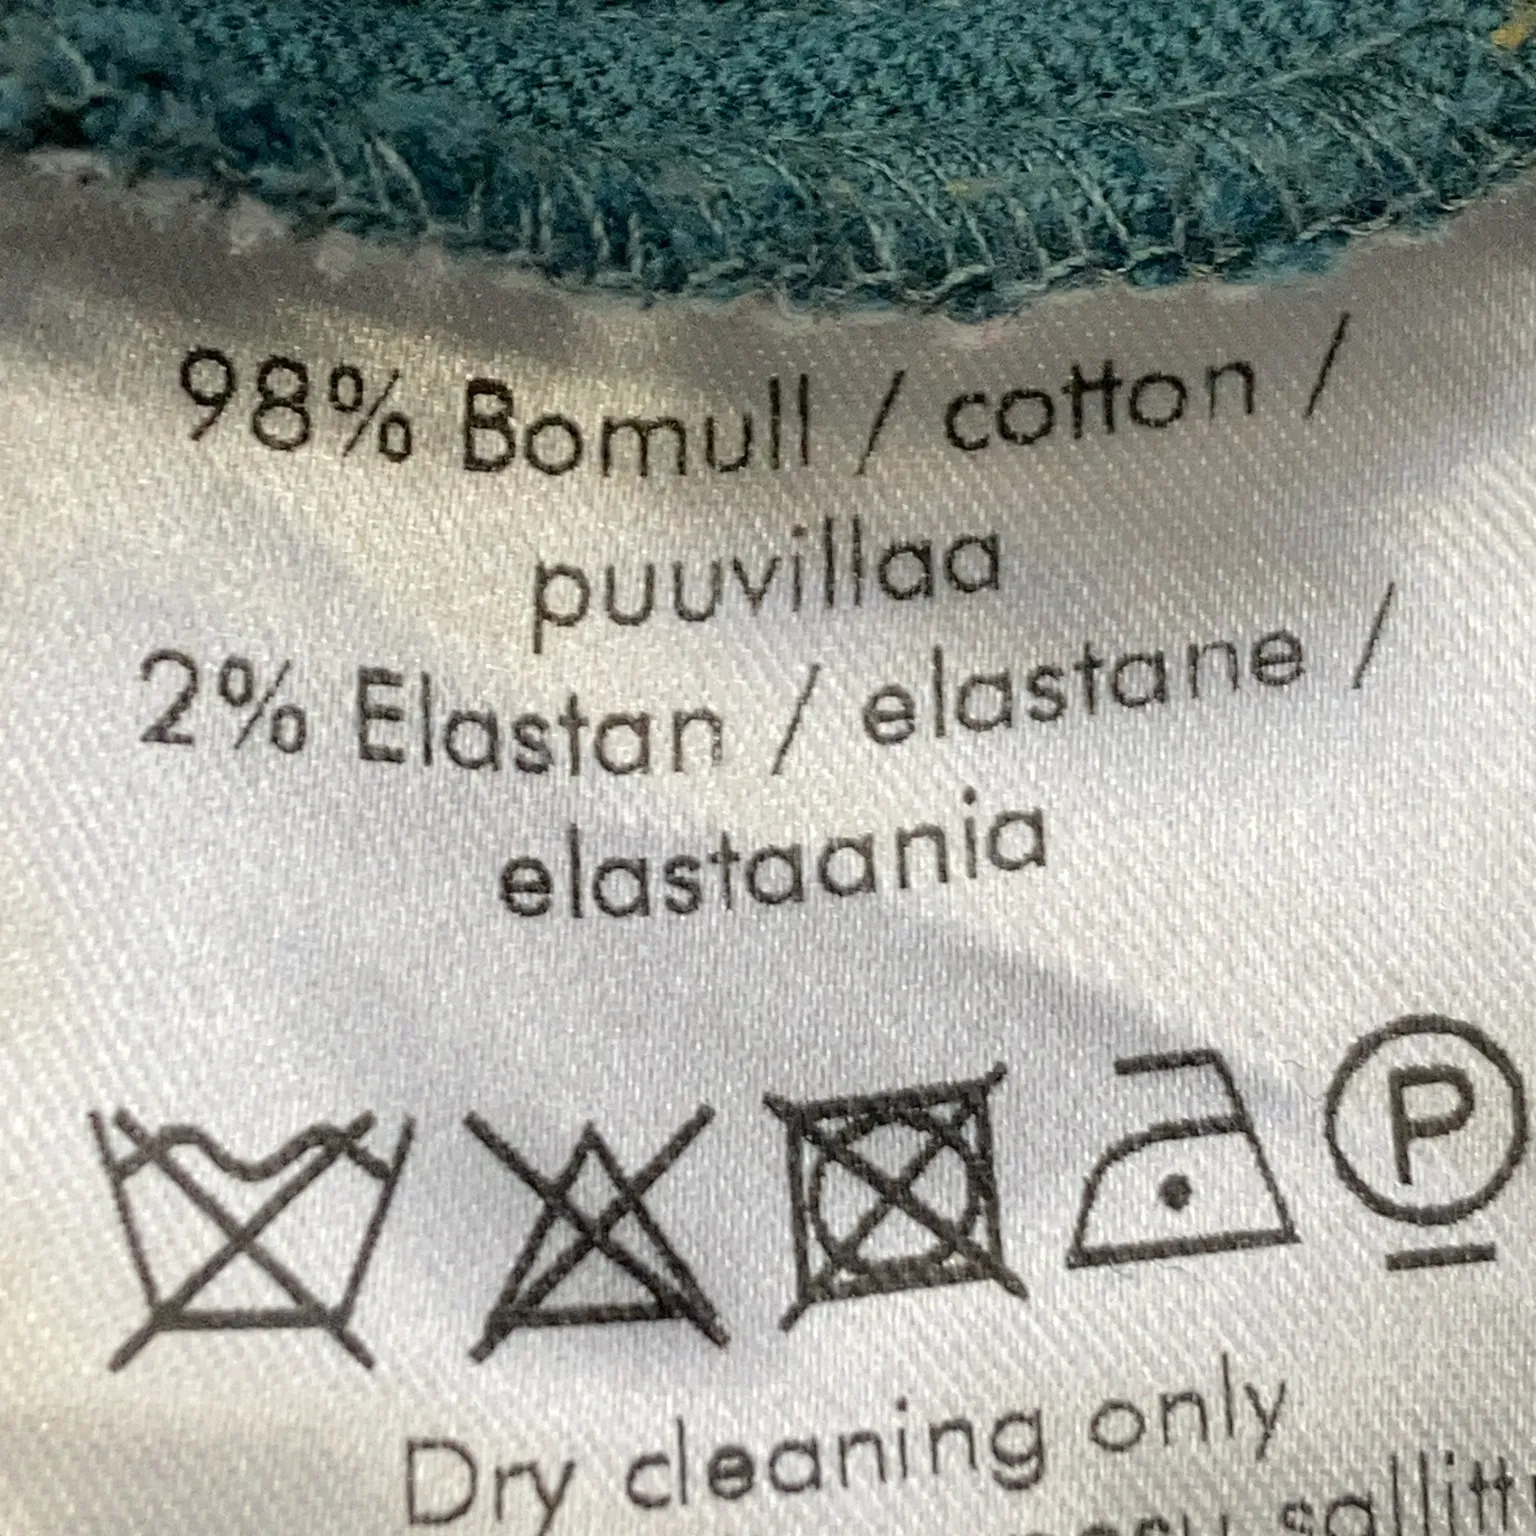 98% Bomull / cotton /
puuvillaa
2% Elastan / elastane /
elastaania
P
Dry cleaning only